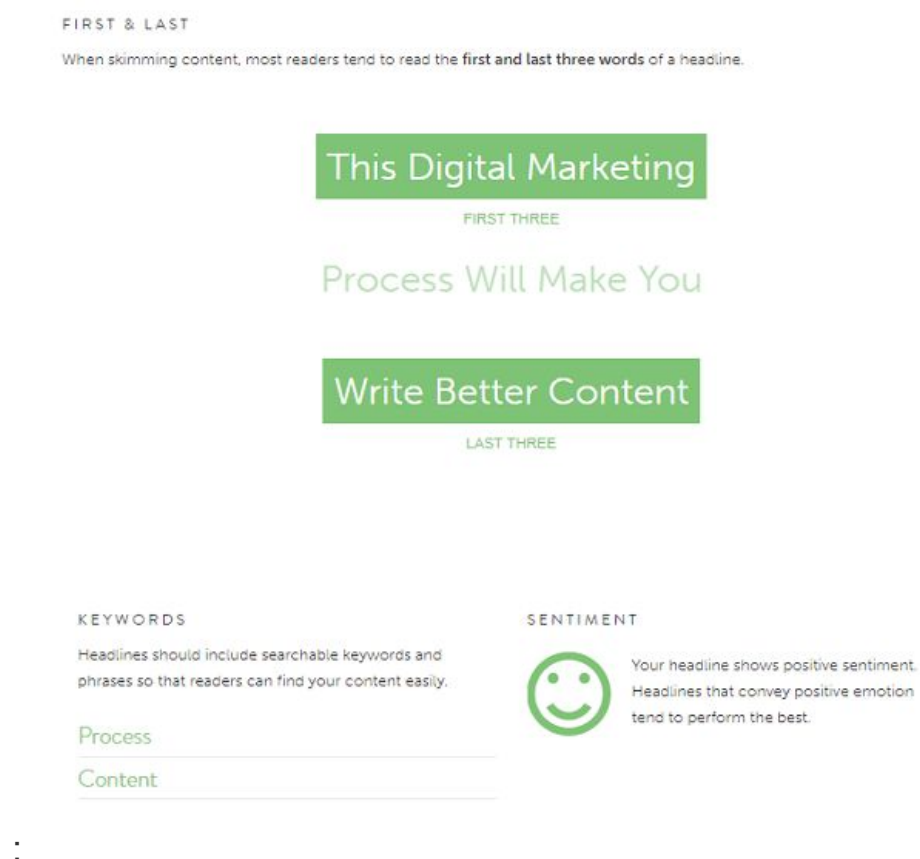 FIRST & LAST
When skimming content, most readers tend to read the first and last three words of a headline.
This Digital Marketing
FIRST THREE
Process Will Make You
Write Better Content
LAST THREE
KEYWORDS
Headlines should include searchable keywords and
phrases so that readers can find your content easily.
Process
Content
SENTIMENT
Your headline shows positive sentiment.
Headlines that convey positive emotion
tend to perform the best.